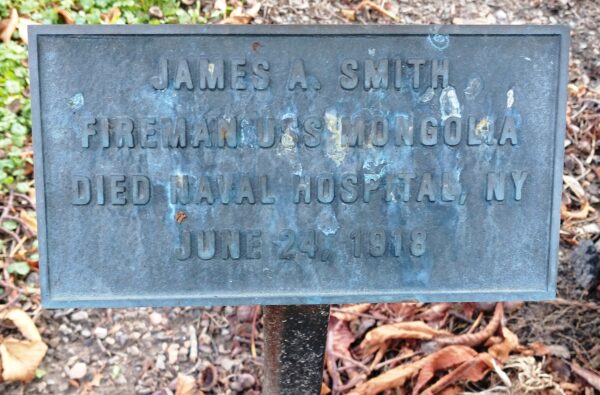 JAMES A. SMITH
FIREMAN USS MONGOLIA
DIED NAVAL HOSPITAL, NY
JUNE 24, 1918